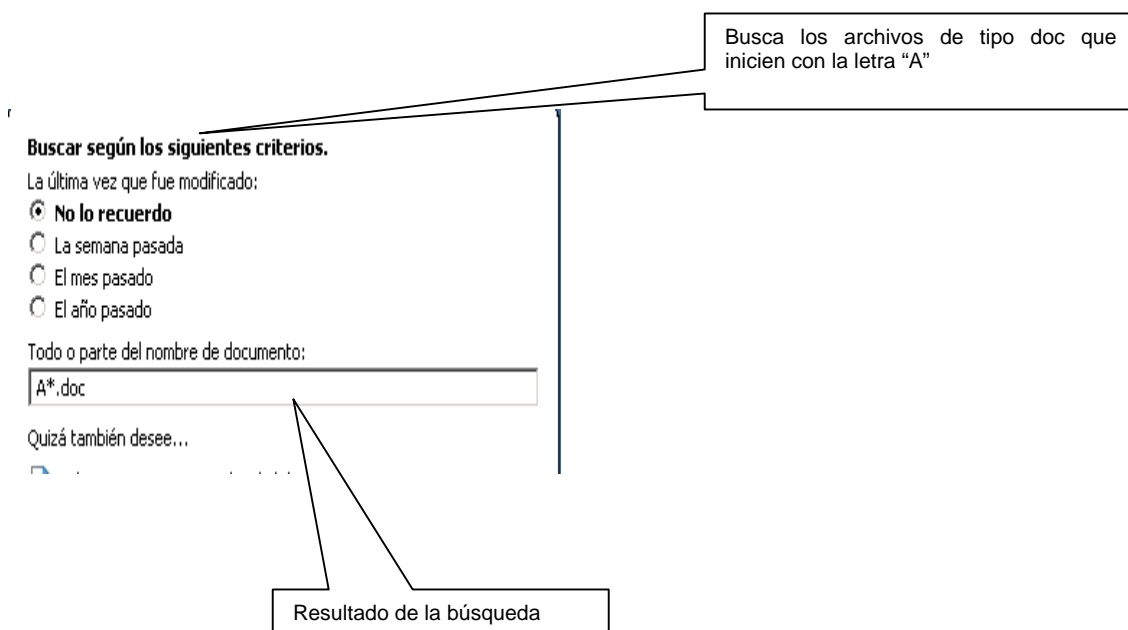 Busca los archivos de tipo doc que
inicien con la letra “A”
Buscar según los siguientes criterios.
La última vez que fue modificado:
No lo recuerdo
La semana pasada
El mes pasado
El año pasado
Todo o parte del nombre de documento:
A*.doc
Quizá también desee...
Resultado de la búsqueda